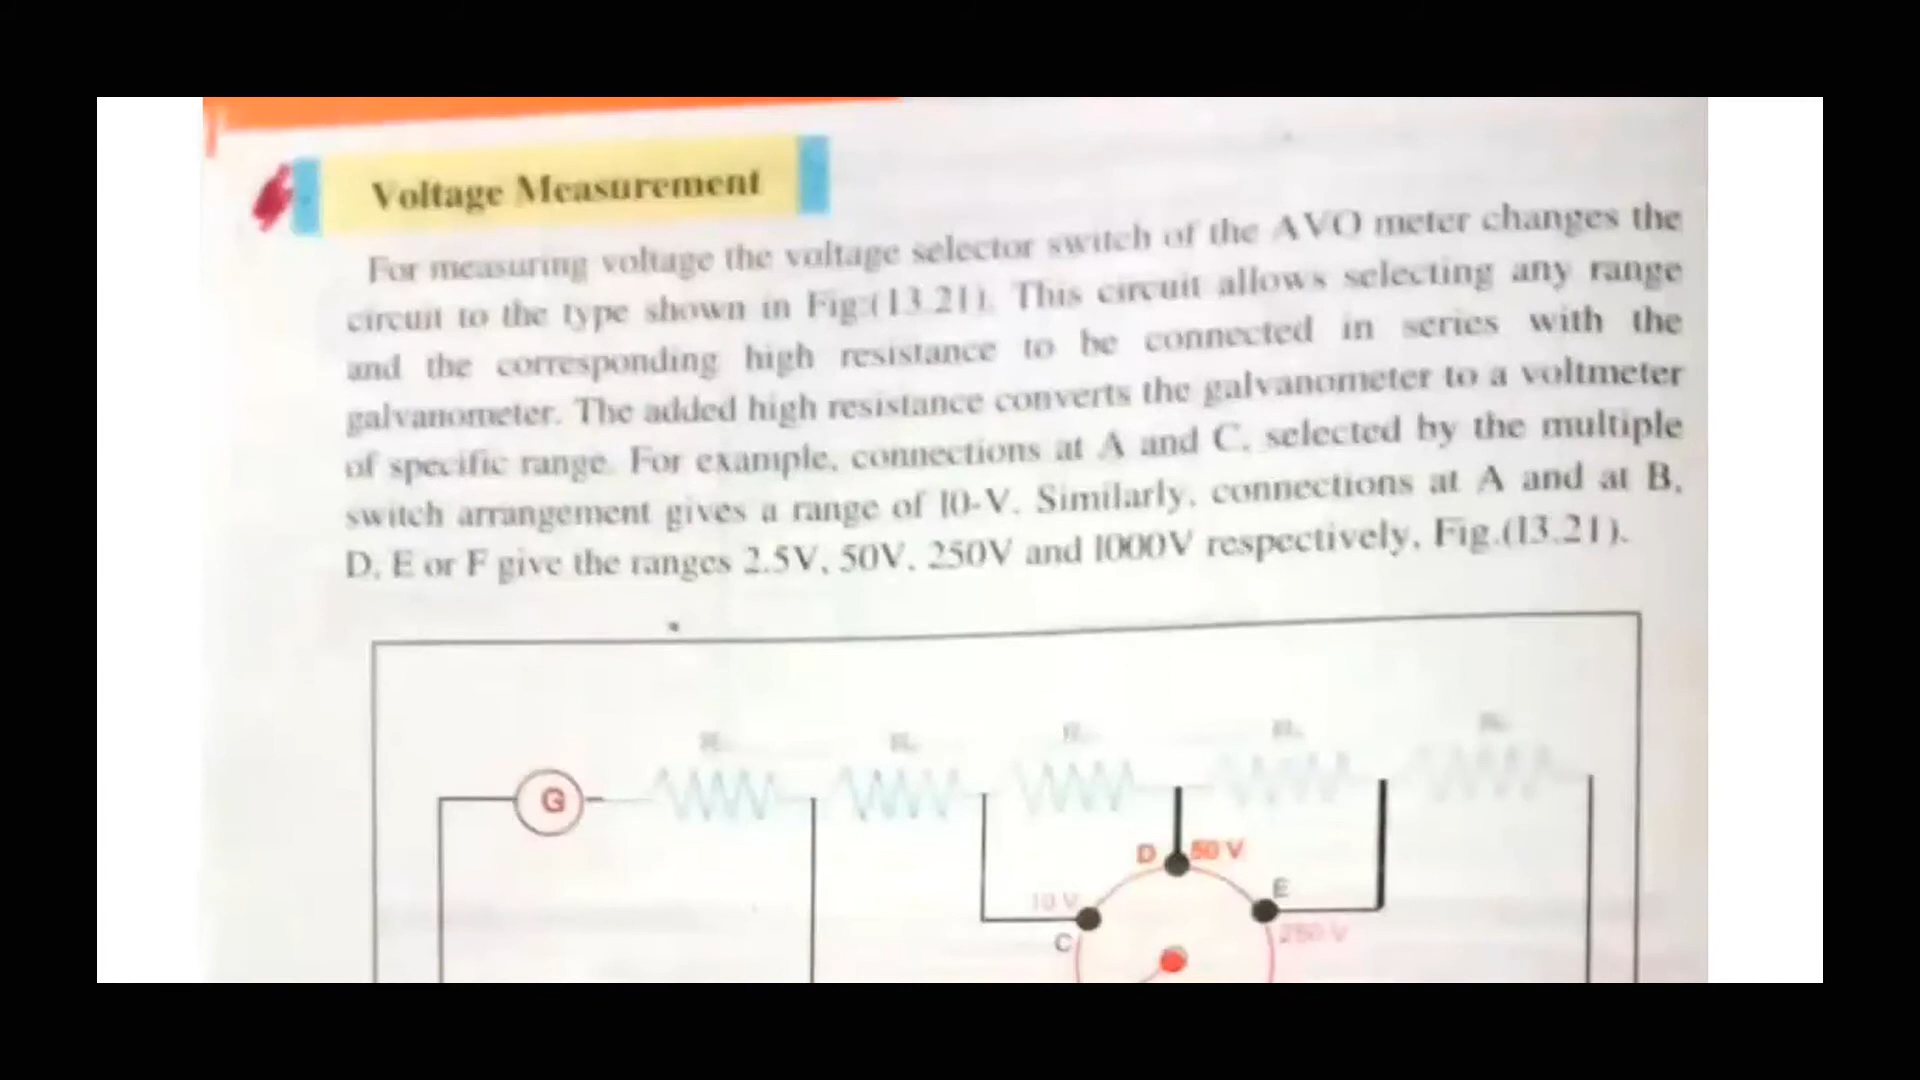 Voltage Measurement
For measuring voltage the voltage selector switch of the AVO meter changes the
circuit to the type shown in Fig:(13.21). This circuit allows selecting any range
and the corresponding high resistance to be connected in series with the
galvanometer. The added high resistance converts the galvanometer to a voltmeter
of specific range. For example, connections at A and C, selected by the multiple
switch arrangement gives a range of 10-V. Similarly, connections at A and at B,
D, E or F give the ranges 2.5V, 50V, 250V and 1000V respectively, Fig.(13.21).
G
D 50 V
E
10 V
C
250 V